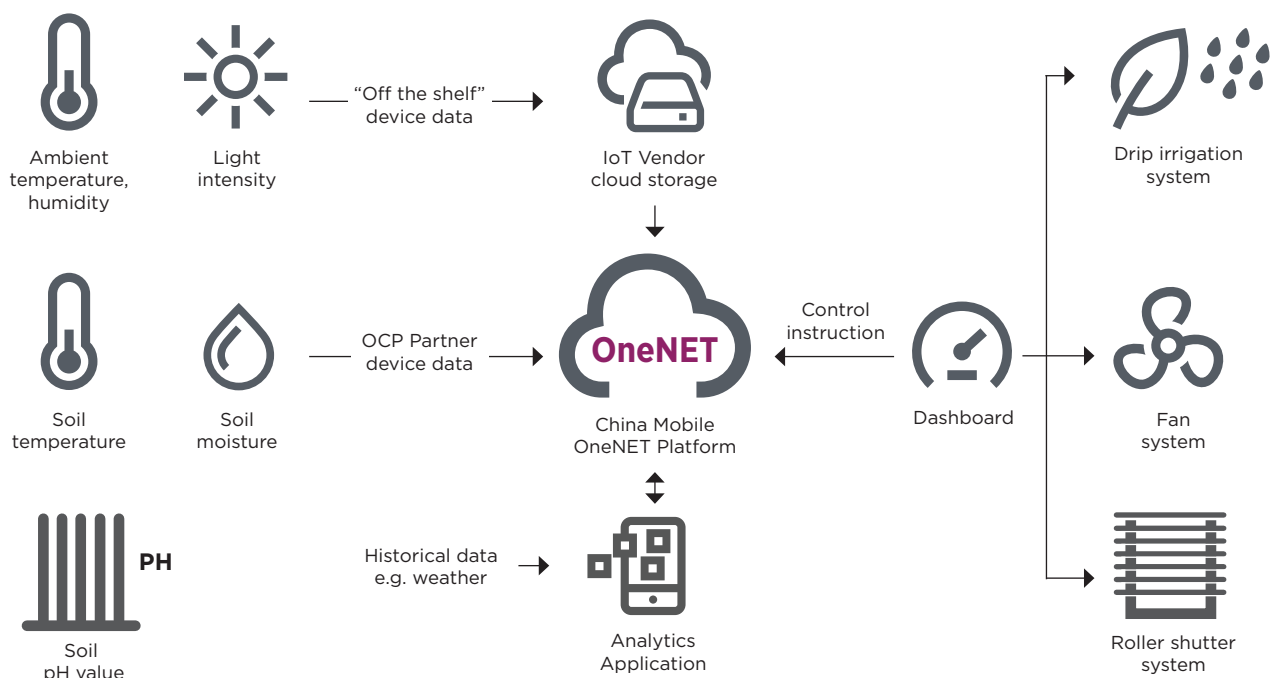 Ambient
temperature,
humidity
Light
intensity
“Off the shelf”
device data
IoT Vendor
cloud storage
Drip irrigation
system
Soil
temperature
Soil
moisture
OCP Partner
device data
OneNET
China Mobile
OneNET Platform
Control
instruction
Dashboard
Fan
system
PH
Soil
pH value
Historical data
e.g. weather
Analytics
Application
Roller shutter
system